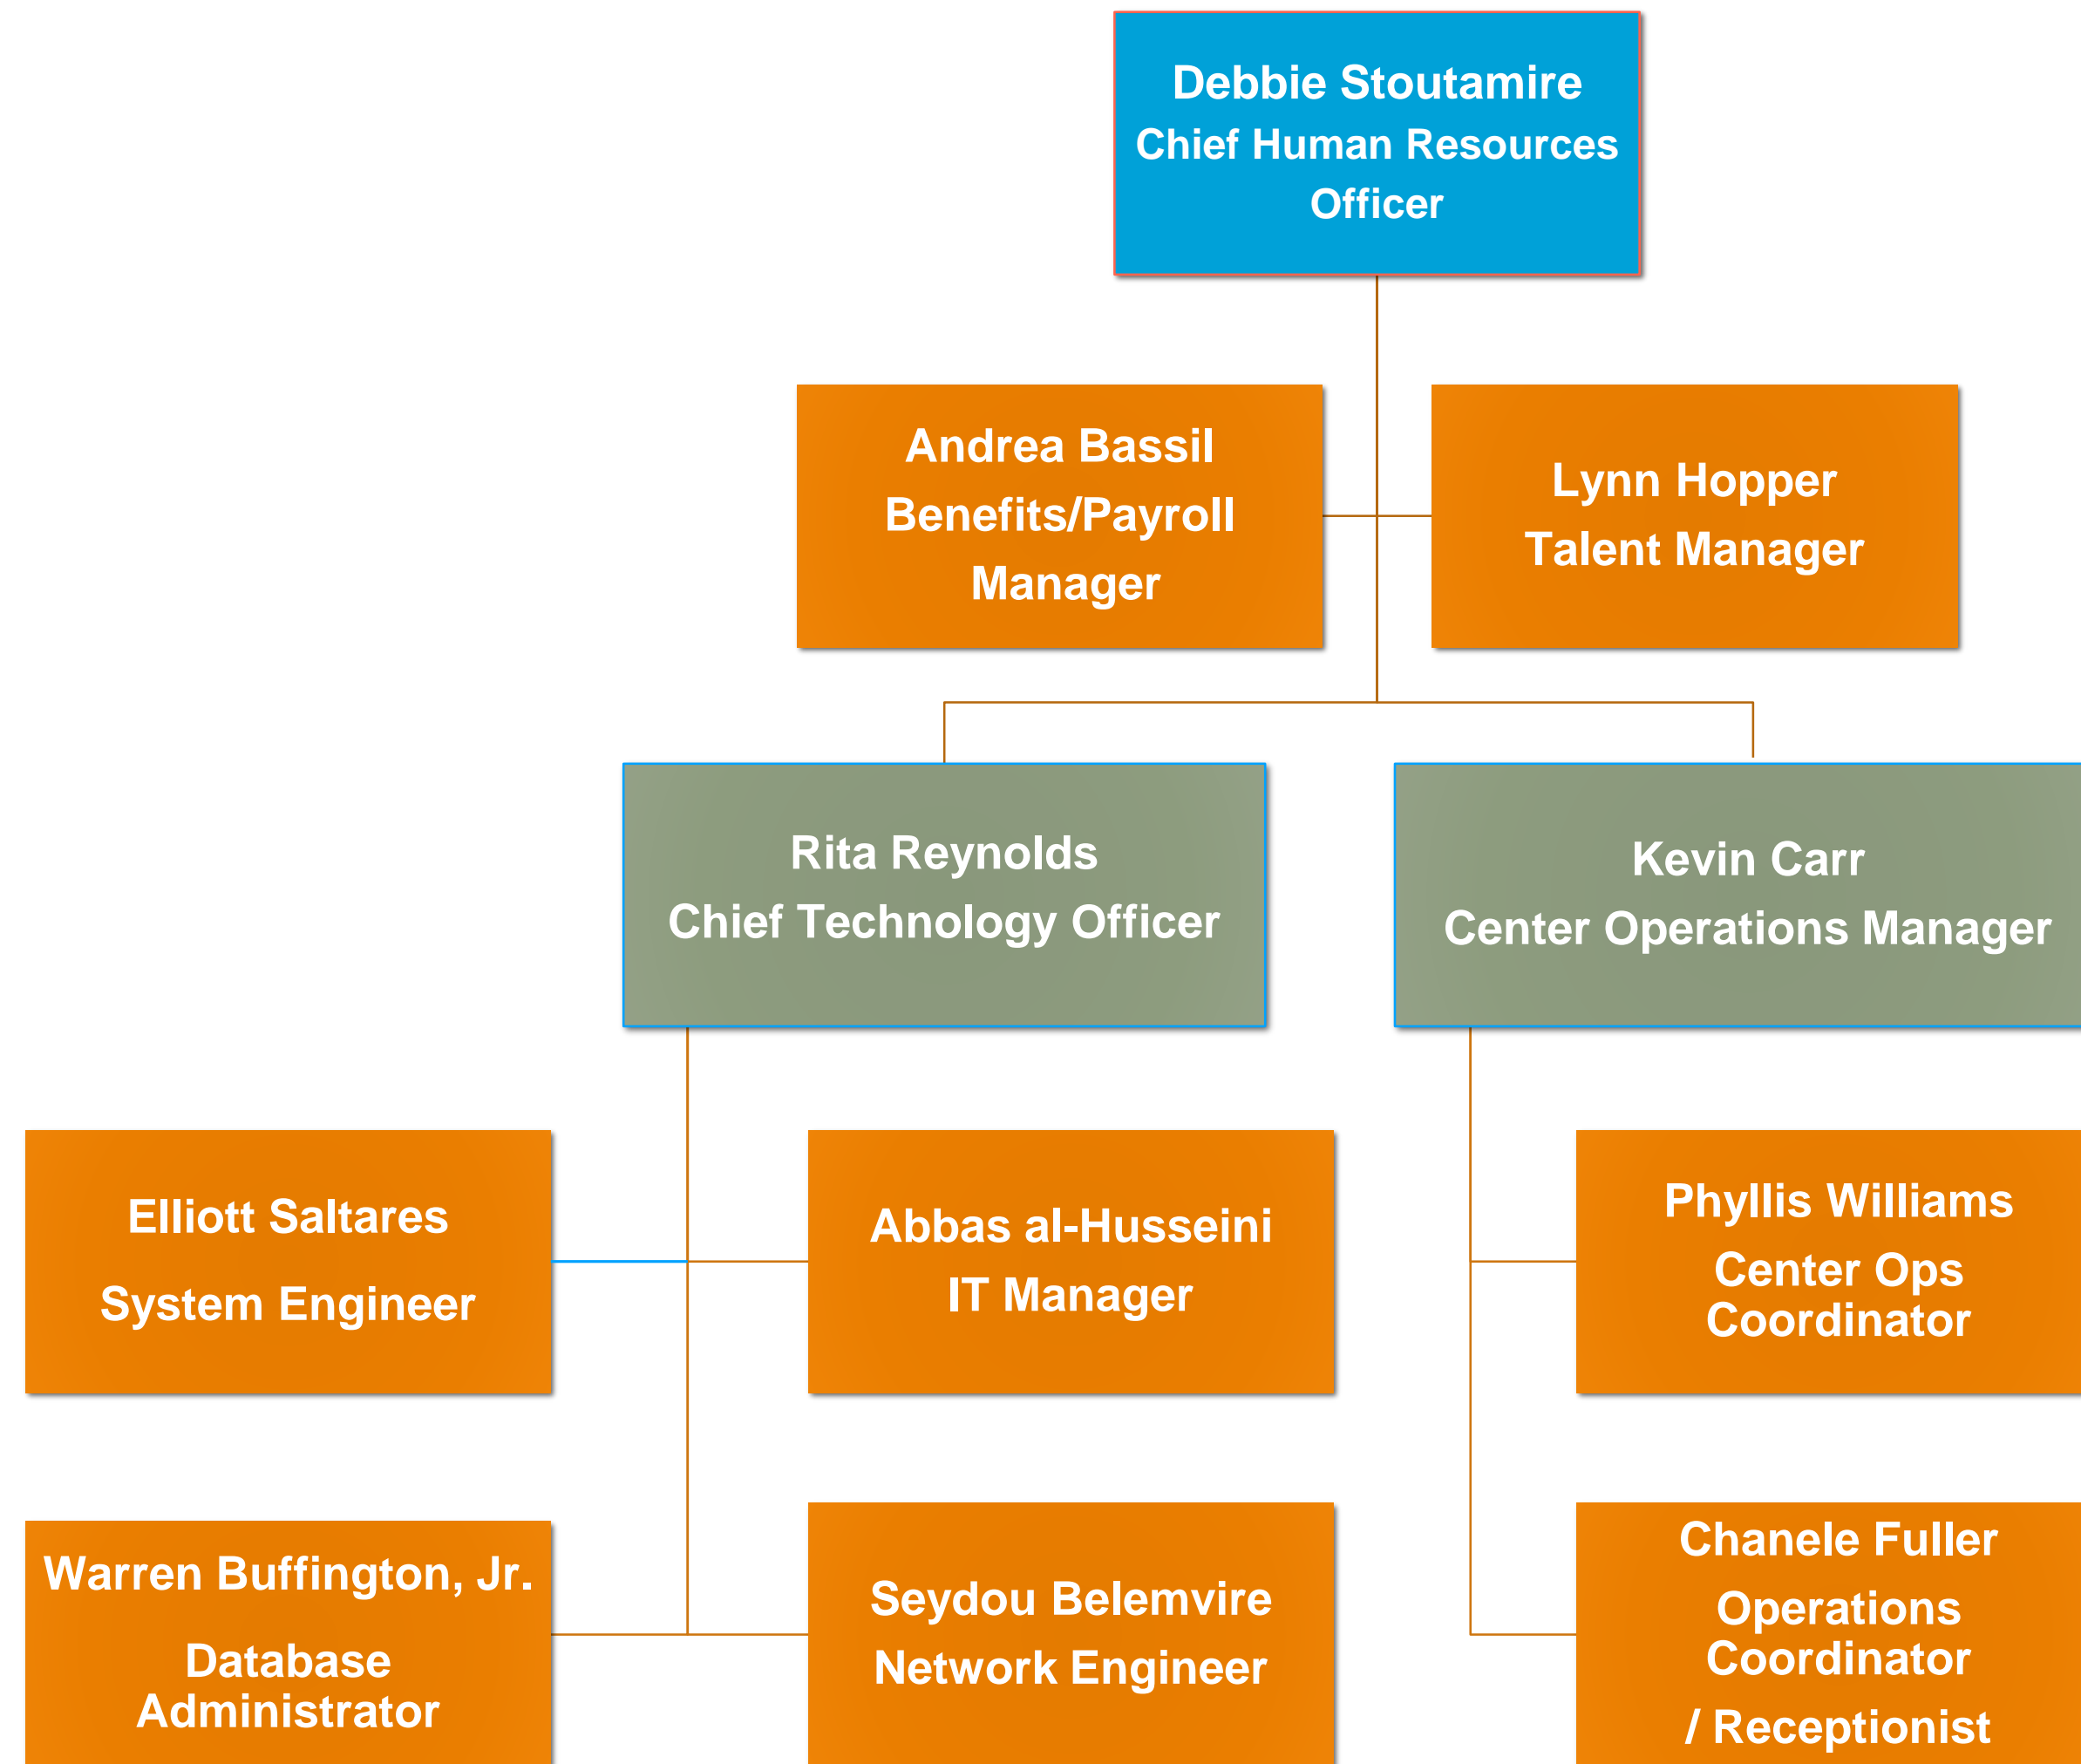 Debbie Stoutamire
Chief Human Resources
Officer
Andrea Bassil
Benefits/Payroll
Manager
Lynn Hopper
Talent Manager
Rita Reynolds
Chief Technology Officer
Kevin Carr
Center Operations Manager
Elliott Saltares
System Engineer
Abbas al-Husseini
IT Manager
Phyllis Williams
Center Ops
Coordinator
Warren Buffington, Jr.
Database
Administrator
Seydou Belemvire
Network Engineer
Chanele Fuller
Operations
Coordinator
/ Receptionist